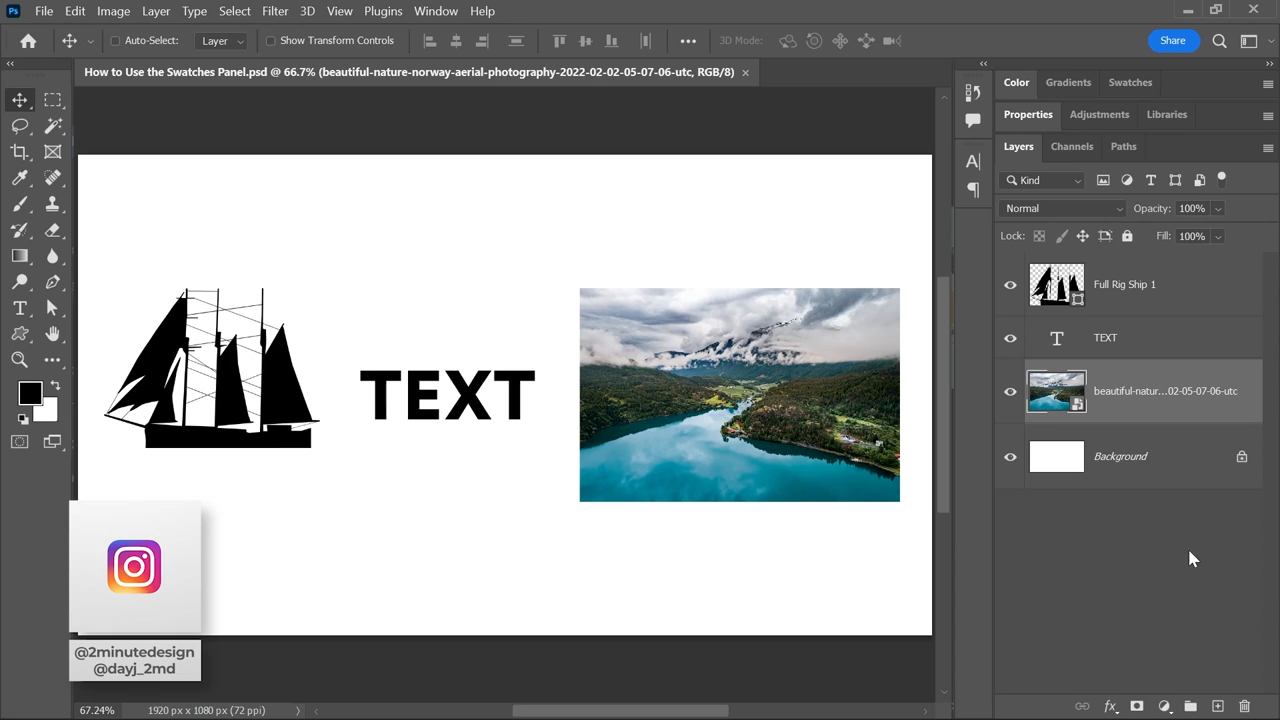 Ps File Edit Image Layer Type Select Filter 3D View Plugins Window Help
Auto-Select: Layer Show Transform Controls 3D Mode: Share
How to Use the Swatches Panel.psd @ 66.7% (beautiful-nature-norway-aerial-photography-2022-02-02-05-07-06-utc, RGB/8)
Color Gradients Swatches
Properties Adjustments Libraries
Layers Channels Paths
Kind
Normal Opacity: 100%
Lock: Fill: 100%
Full Rig Ship 1
TEXT
beautiful-natur...02-05-07-06-utc
Background
TEXT
@2minutedesign
@dayj_2md
67.24% 1920 px x 1080 px (72 ppi)